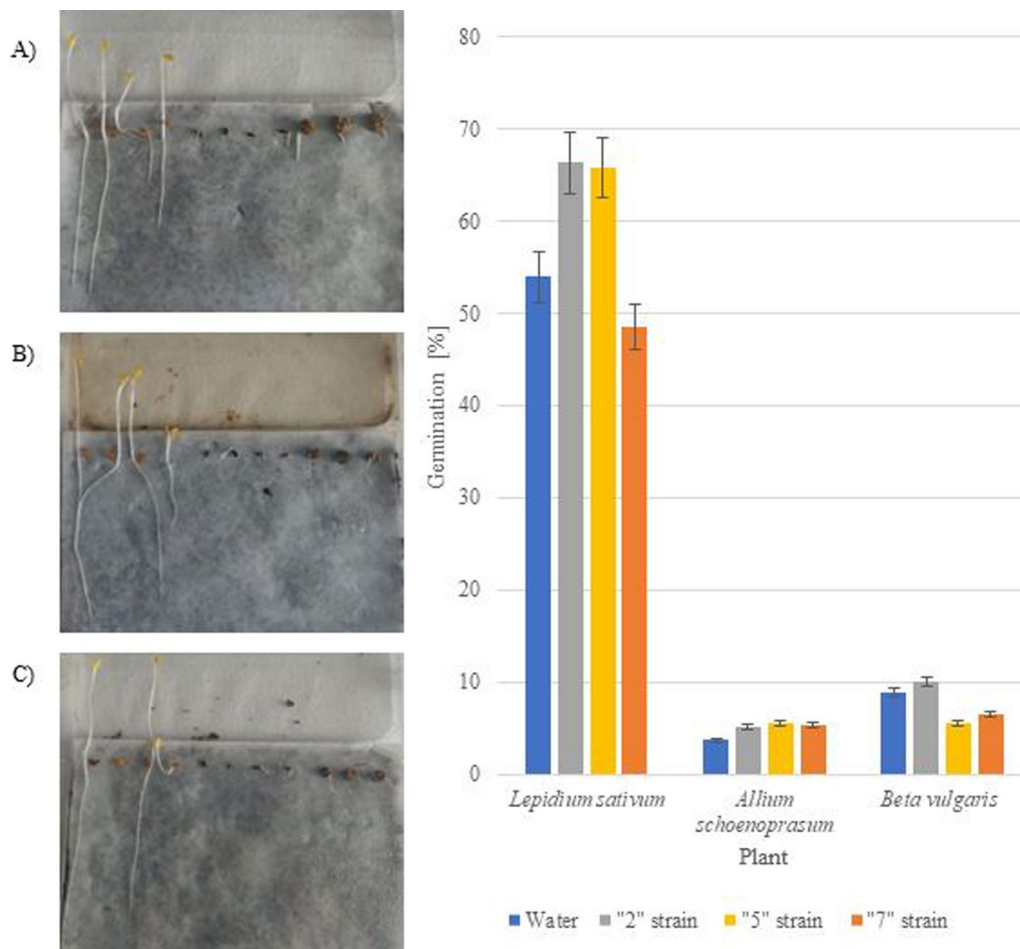 A)
B)
C)
Germination [%]
80
70
60
50
40
30
20
10
0
Lepidium sativum
Allium
schoenoprasum
Beta vulgaris
Plant
Water "2" strain "5" strain "7" strain